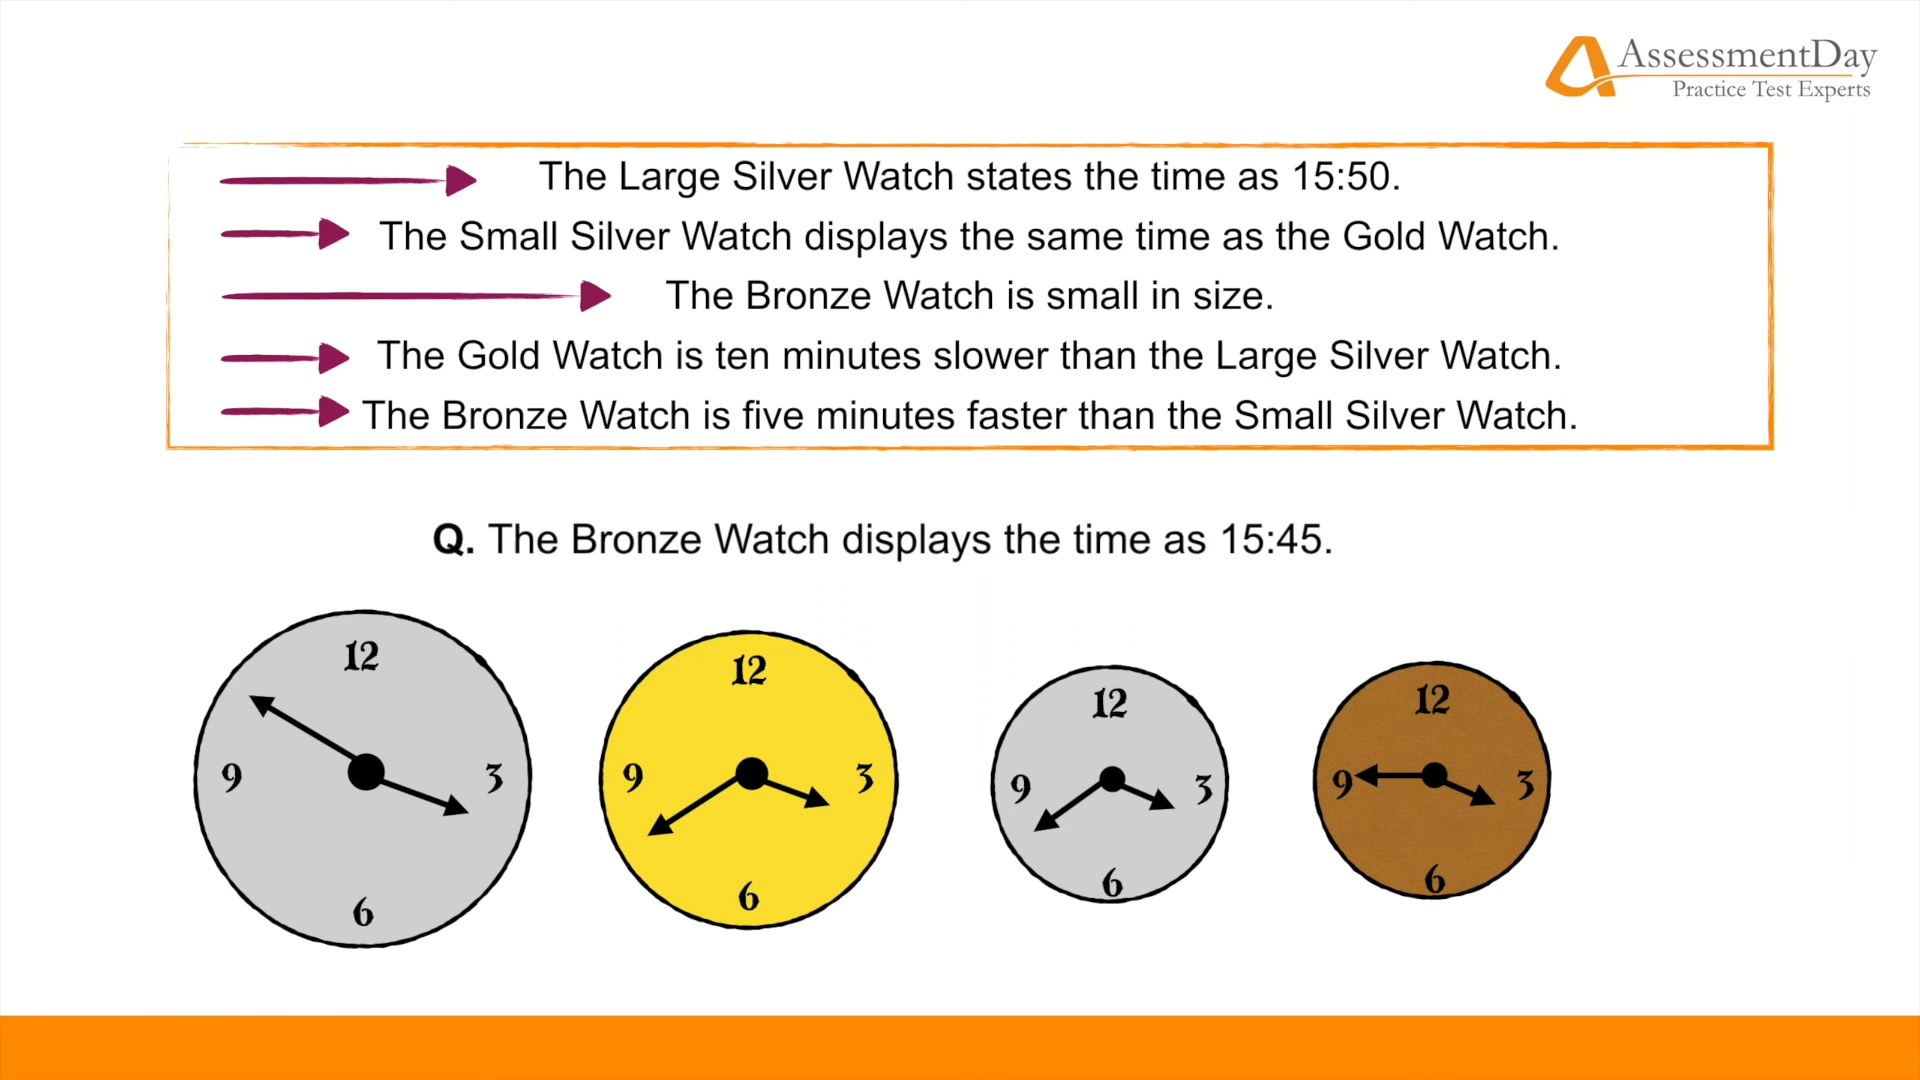 AssessmentDay
Practice Test Experts
The Large Silver Watch states the time as 15:50.
The Small Silver Watch displays the same time as the Gold Watch.
The Bronze Watch is small in size.
The Gold Watch is ten minutes slower than the Large Silver Watch.
The Bronze Watch is five minutes faster than the Small Silver Watch.
Q. The Bronze Watch displays the time as 15:45.
12
9
3
6
12
9
3
6
12
9
3
6
12
9
3
6